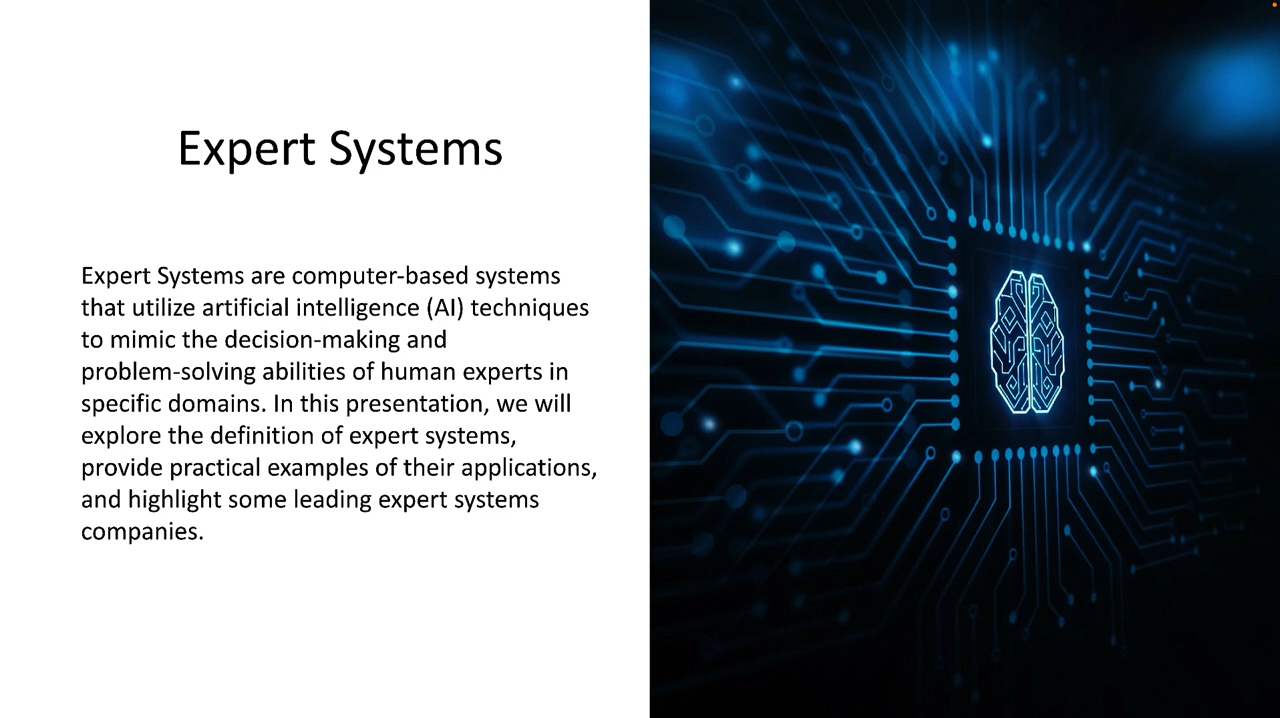 Expert Systems
Expert Systems are computer-based systems
that utilize artificial intelligence (AI) techniques
to mimic the decision-making and
problem-solving abilities of human experts in
specific domains. In this presentation, we will
explore the definition of expert systems,
provide practical examples of their applications,
and highlight some leading expert systems
companies.